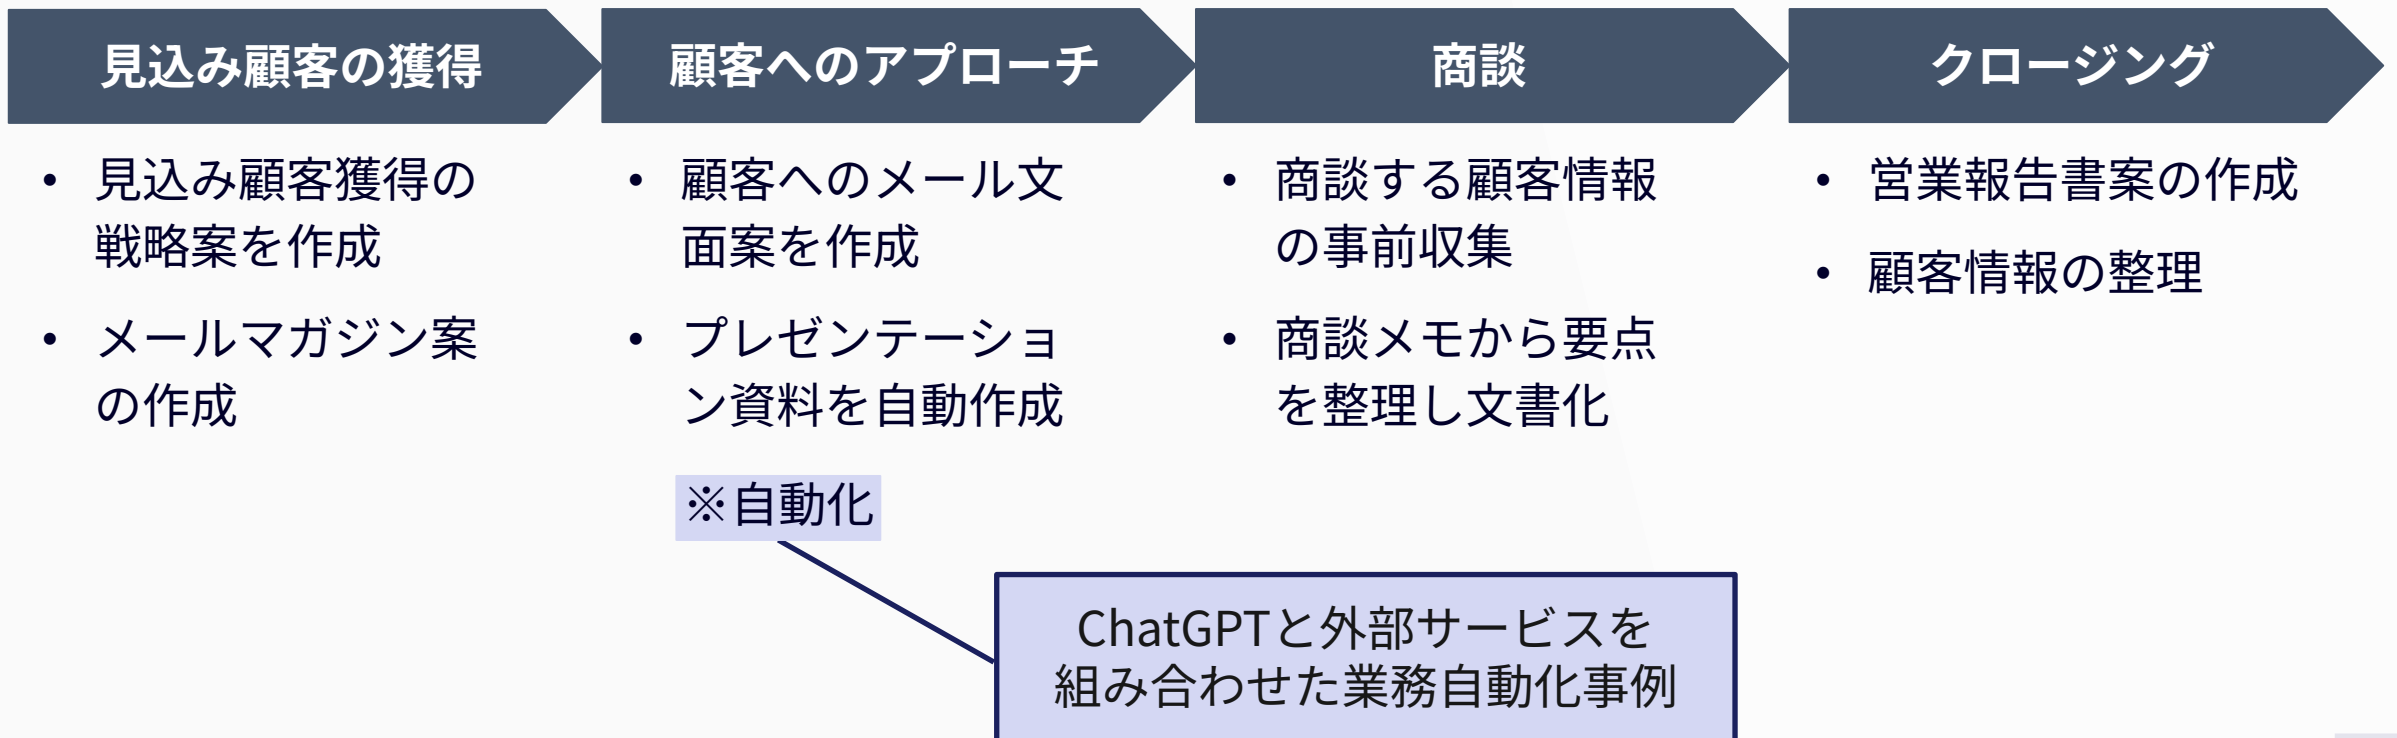 見込み顧客の獲得
顧客へのアプローチ
商談
クロージング
• 見込み顧客獲得の
戦略案を作成
• メールマガジン案
の作成
• 顧客へのメール文
面案を作成
• プレゼンテーショ
ン資料を自動作成
※自動化
• 商談する顧客情報
の事前収集
• 商談メモから要点
を整理し文書化
• 営業報告書案の作成
• 顧客情報の整理
ChatGPTと外部サービスを
組み合わせた業務自動化事例